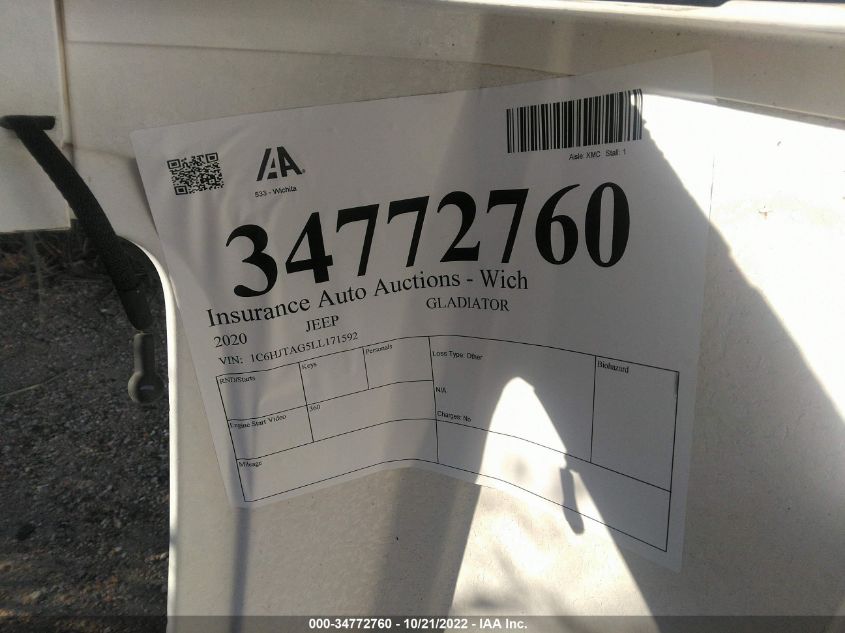 IAA
533 - Wichita
Aisle: XMC Stall: 1
34772760
Insurance Auto Auctions - Wich
2020 JEEP GLADIATOR
VIN: 1C6HJTAG5LL171592
RND/Starts
Keys
Personals
Loss Type: Other
Biohazard
N/A
Engine Start Video
360
Charges: No
Mileage
000-34772760 - 10/21/2022 - IAA Inc.